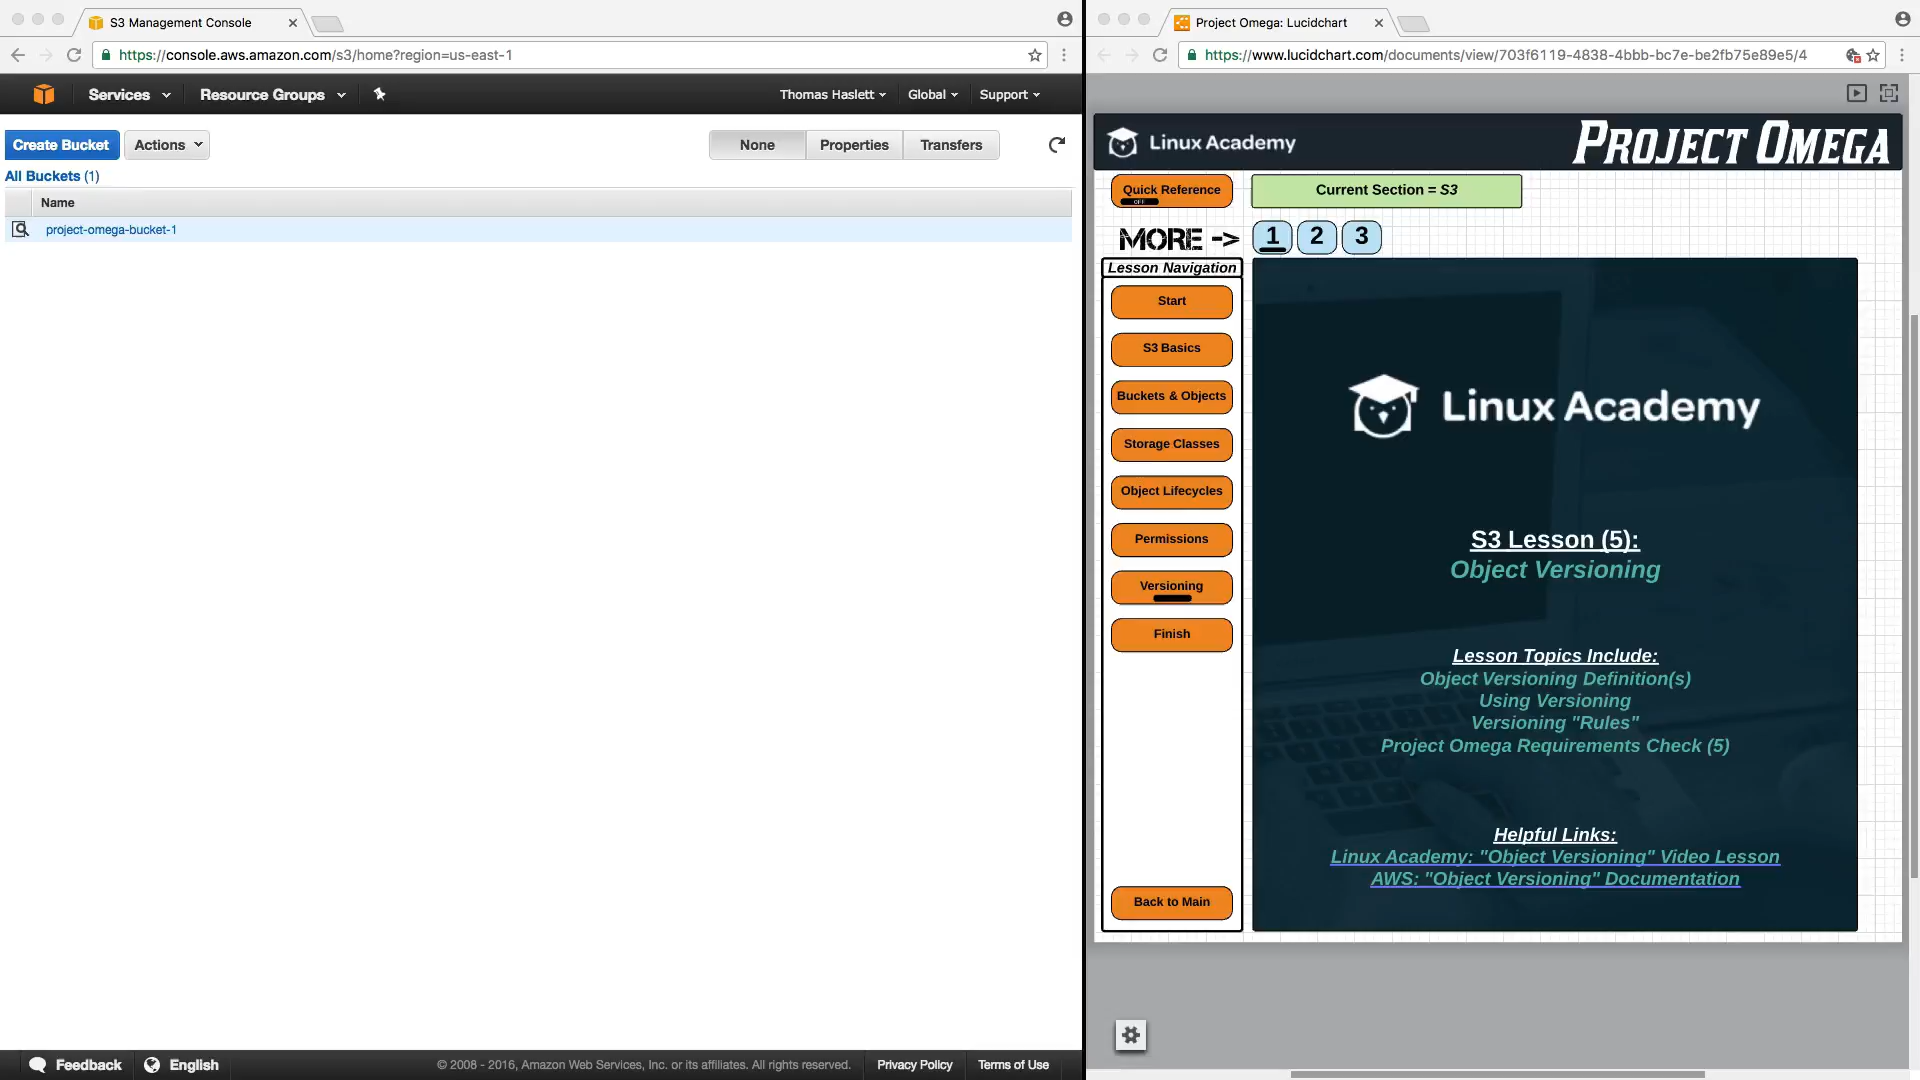 S3 Management Console
https://console.aws.amazon.com/s3/home?region=us-east-1
Services
Resource Groups
Thomas Haslett
Global
Support
Create Bucket
Actions
None
Properties
Transfers
All Buckets (1)
Name
project-omega-bucket-1
Feedback
English
© 2008 - 2016, Amazon Web Services, Inc. or its affiliates. All rights reserved.
Privacy Policy
Terms of Use
Project Omega: Lucidchart
https://www.lucidchart.com/documents/view/703f6119-4838-4bbb-bc7e-be2fb75e89e5/4
Linux Academy
PROJECT OMEGA
Quick Reference
OFF
Current Section = S3
MORE ->
1
2
3
Lesson Navigation
Start
S3 Basics
Buckets & Objects
Storage Classes
Object Lifecycles
Permissions
Versioning
Finish
Back to Main
Linux Academy
S3 Lesson (5):
Object Versioning
Lesson Topics Include:
Object Versioning Definition(s)
Using Versioning
Versioning "Rules"
Project Omega Requirements Check (5)
Helpful Links:
Linux Academy: "Object Versioning" Video Lesson
AWS: "Object Versioning" Documentation